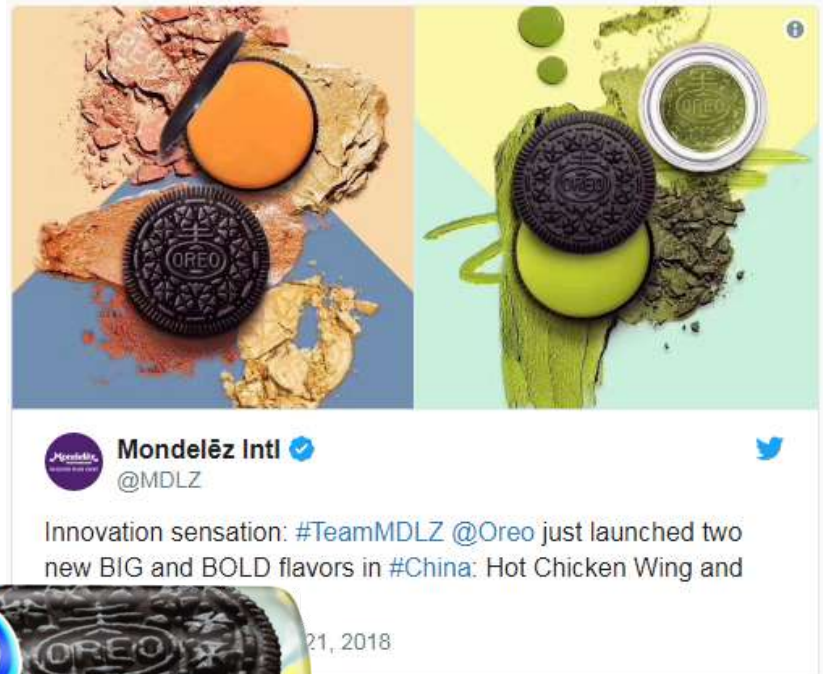 OREO
OREO
Mondelēz Intl
@MDLZ
Innovation sensation: #TeamMDLZ @Oreo just launched two
new BIG and BOLD flavors in #China: Hot Chicken Wing and
21, 2018
OREO